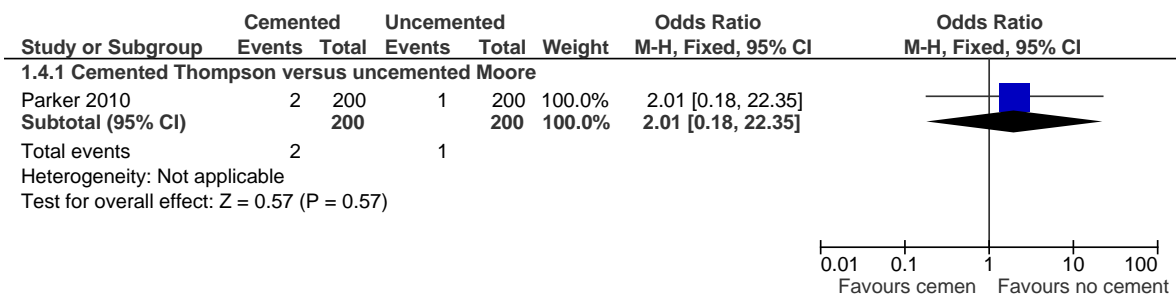 Cemented Uncemented Odds Ratio Odds Ratio
Study or Subgroup Events Total Events Total Weight M-H, Fixed, 95% CI M-H, Fixed, 95% CI
1.4.1 Cemented Thompson versus uncemented Moore
Parker 2010 2 200 1 200 100.0% 2.01 [0.18, 22.35]
Subtotal (95% CI) 200 200 100.0% 2.01 [0.18, 22.35]
Total events 2 1
Heterogeneity: Not applicable
Test for overall effect: Z = 0.57 (P = 0.57)
0.01 0.1 1 10 100
Favours cemen Favours no cement